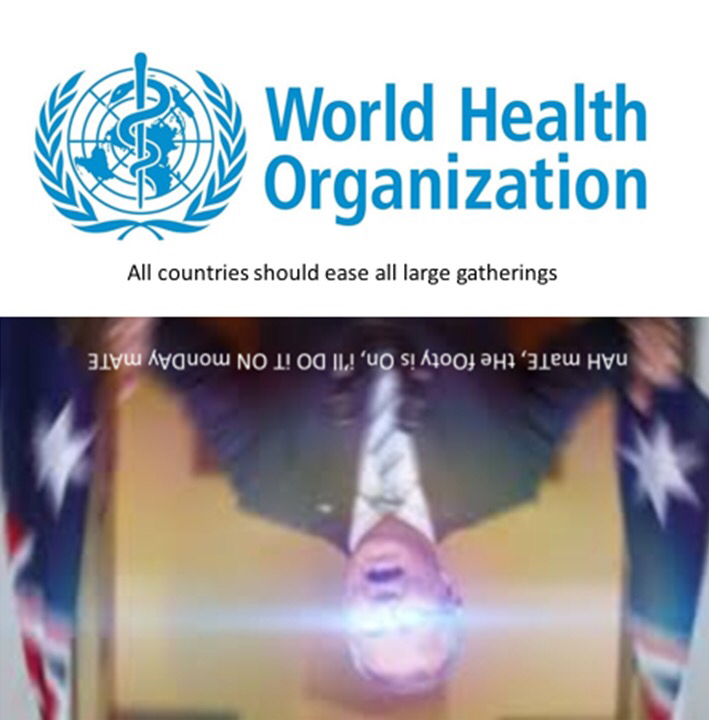 World Health
Organization
All countries should ease all large gatherings
nAH maTE, tHe fOOty is On, i'll DO iT ON monDAY mATE